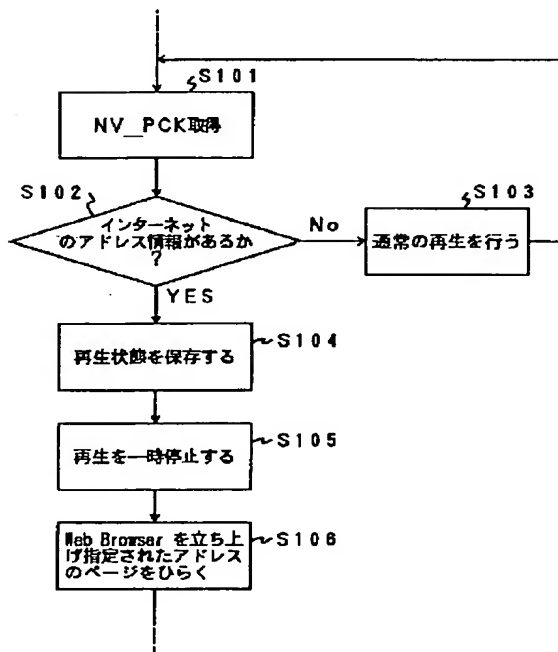 S101
NV_PCK取得
S102
インターネット
のアドレス情報があるか
?
No
S103
通常の再生を行う
YES
再生状態を保存する
S104
再生を一時停止する
S105
Web Browser を立ち上
げ指定されたアドレス
のページをひらく
S106